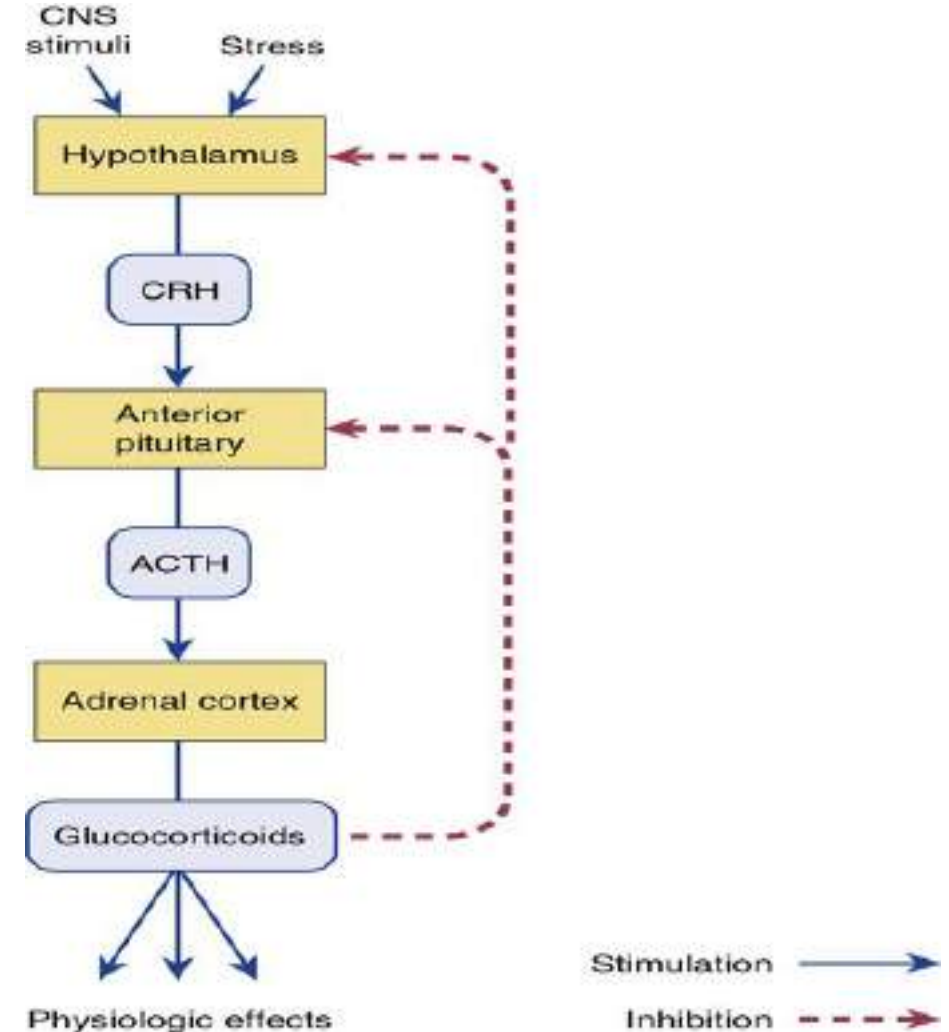 CNS
stimuli
Stress
Hypothalamus
CRH
Anterior
pituitary
ACTH
Adrenal cortex
Glucocorticoids
Physiologic effects
Stimulation
Inhibition